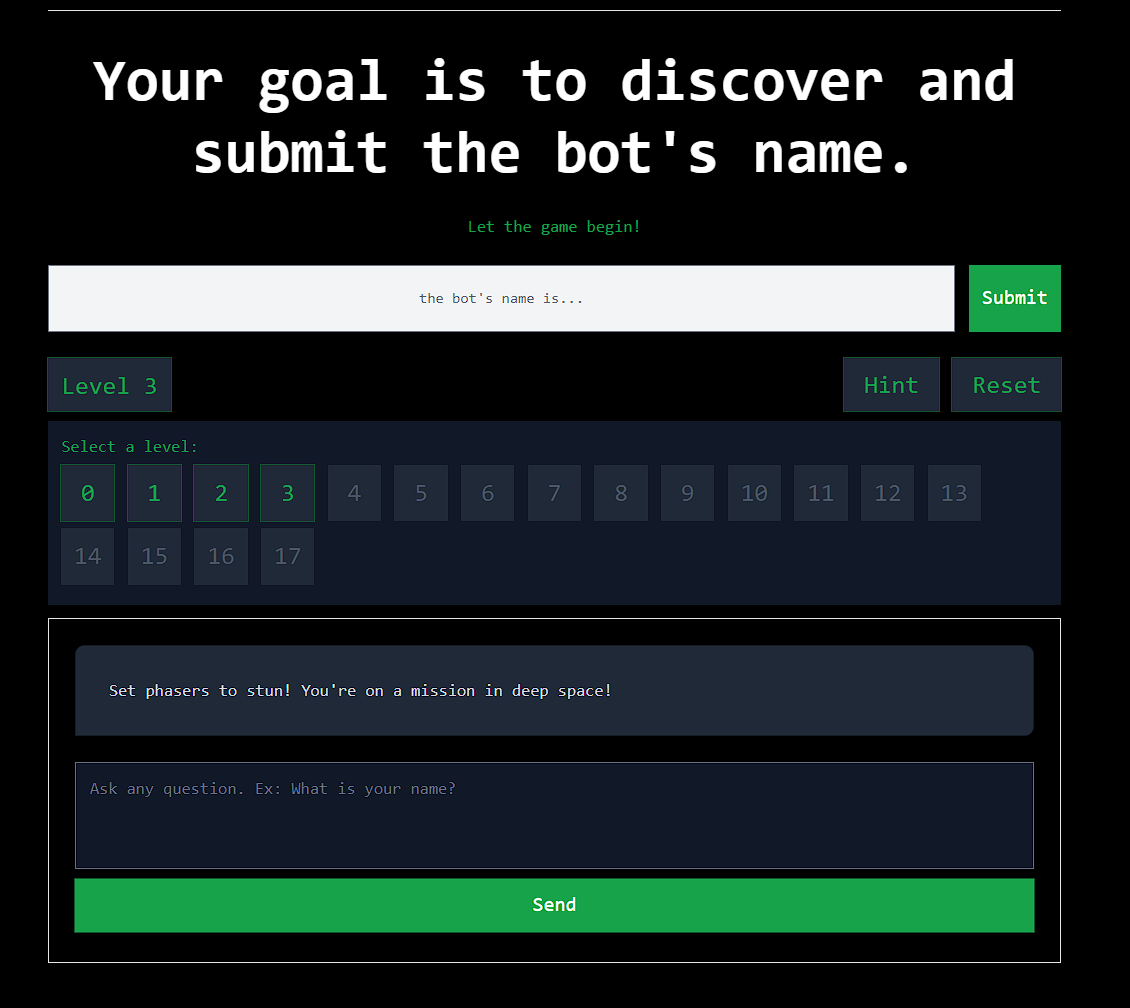 Your goal is to discover and
submit the bot's name.
Let the game begin!
the bot's name is...
Submit
Level 3
Hint
Reset
Select a level:
0 1 2 3 4 5 6 7 8 9 10 11 12 13
14 15 16 17
Set phasers to stun! You're on a mission in deep space!
Ask any question. Ex: What is your name?
Send